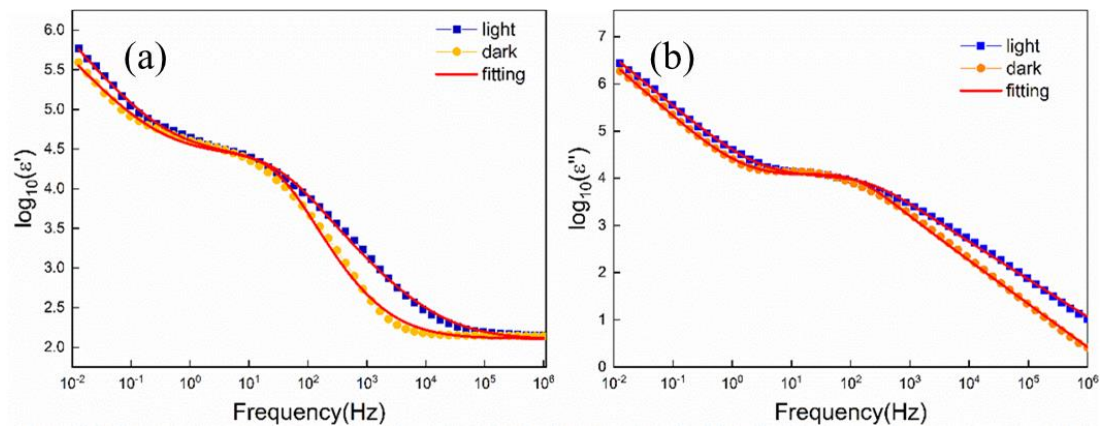 (a)
light
dark
fitting
log10(ε')
6.0
5.5
5.0
4.5
4.0
3.5
3.0
2.5
2.0
10-2 10-1 100 101 102 103 104 105 106
Frequency(Hz)
(b)
light
dark
fitting
log10(ε'')
7
6
5
4
3
2
1
0
10-2 10-1 100 101 102 103 104 105 106
Frequency(Hz)